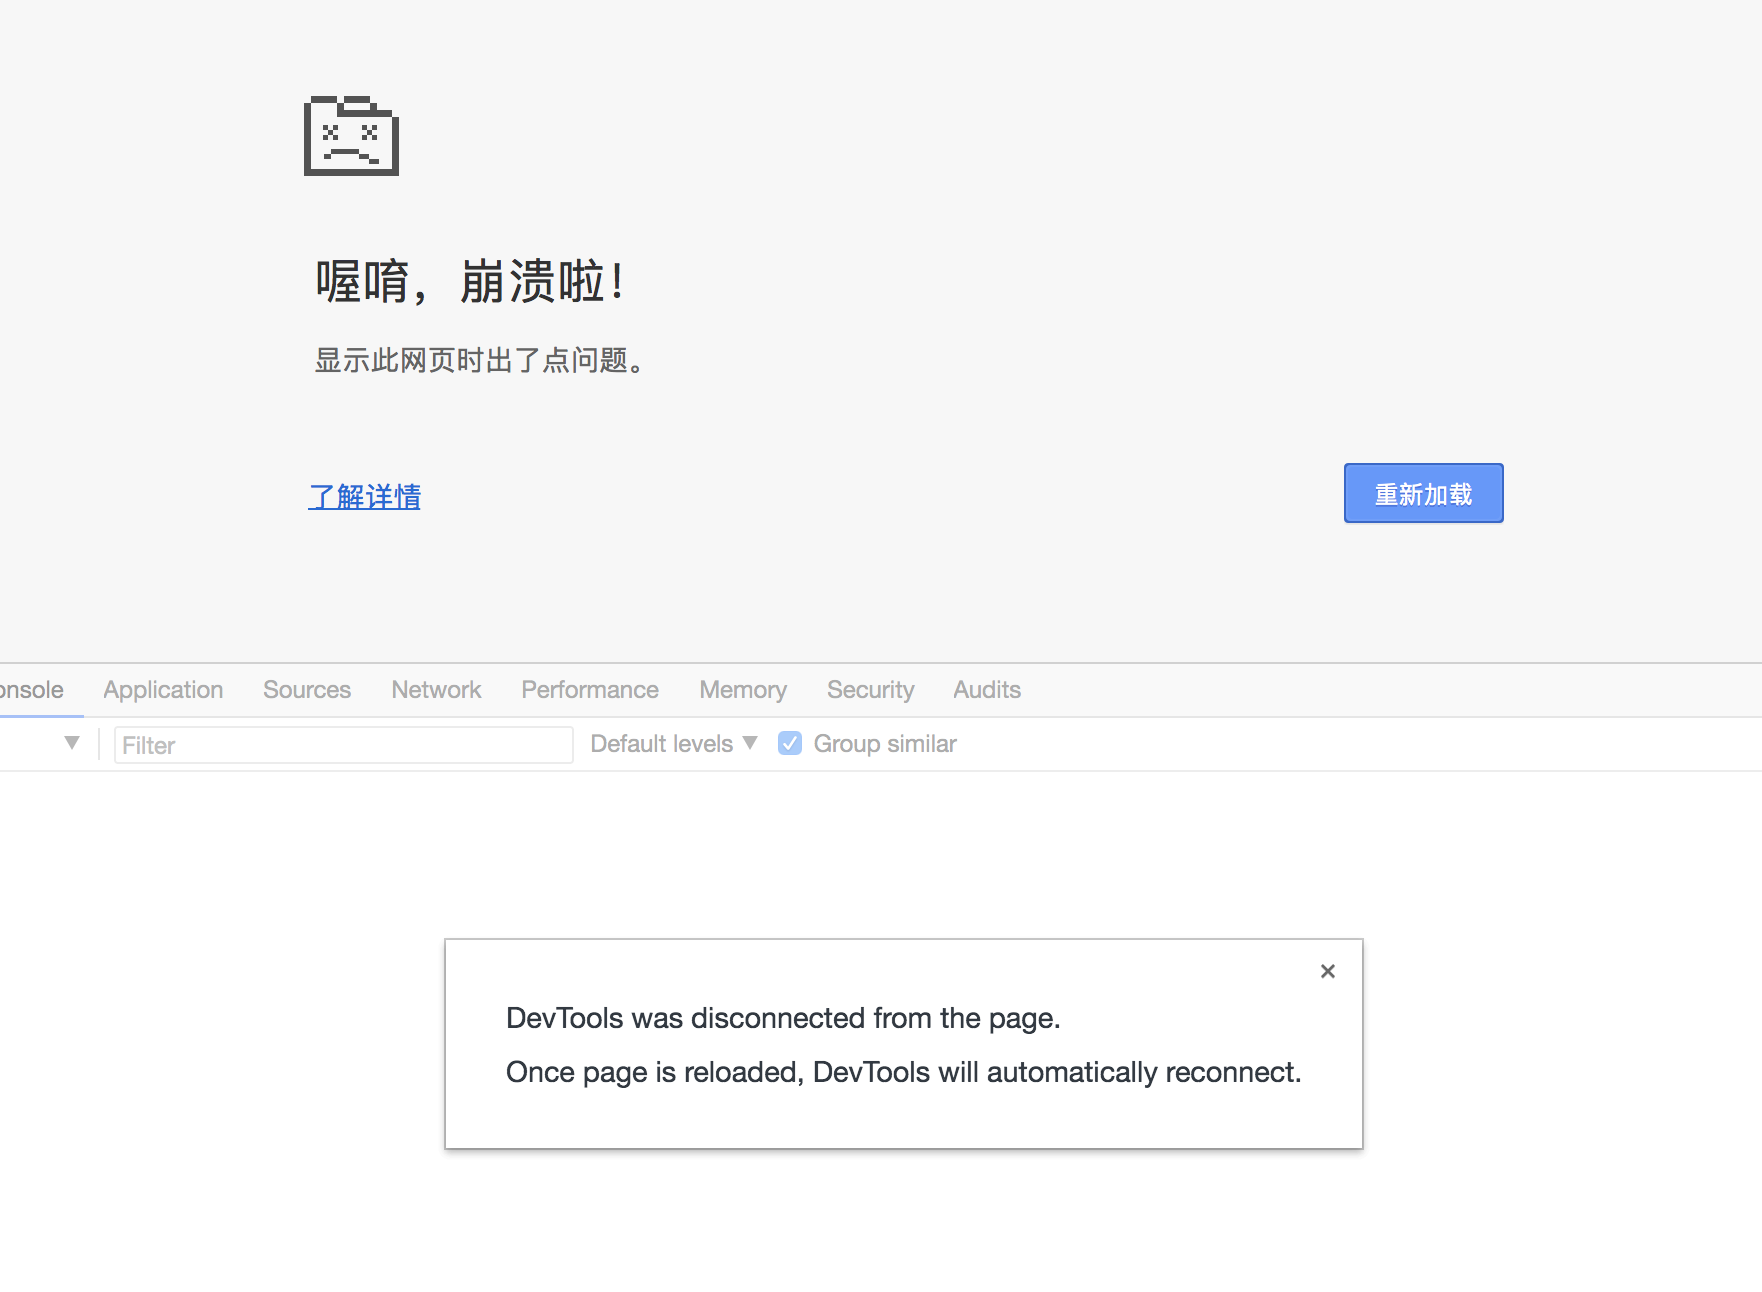 喔唷，崩溃啦！
显示此网页时出了点问题。
了解详情
重新加载
onsole Application Sources Network Performance Memory Security Audits
Filter Default levels Group similar
DevTools was disconnected from the page.
Once page is reloaded, DevTools will automatically reconnect.